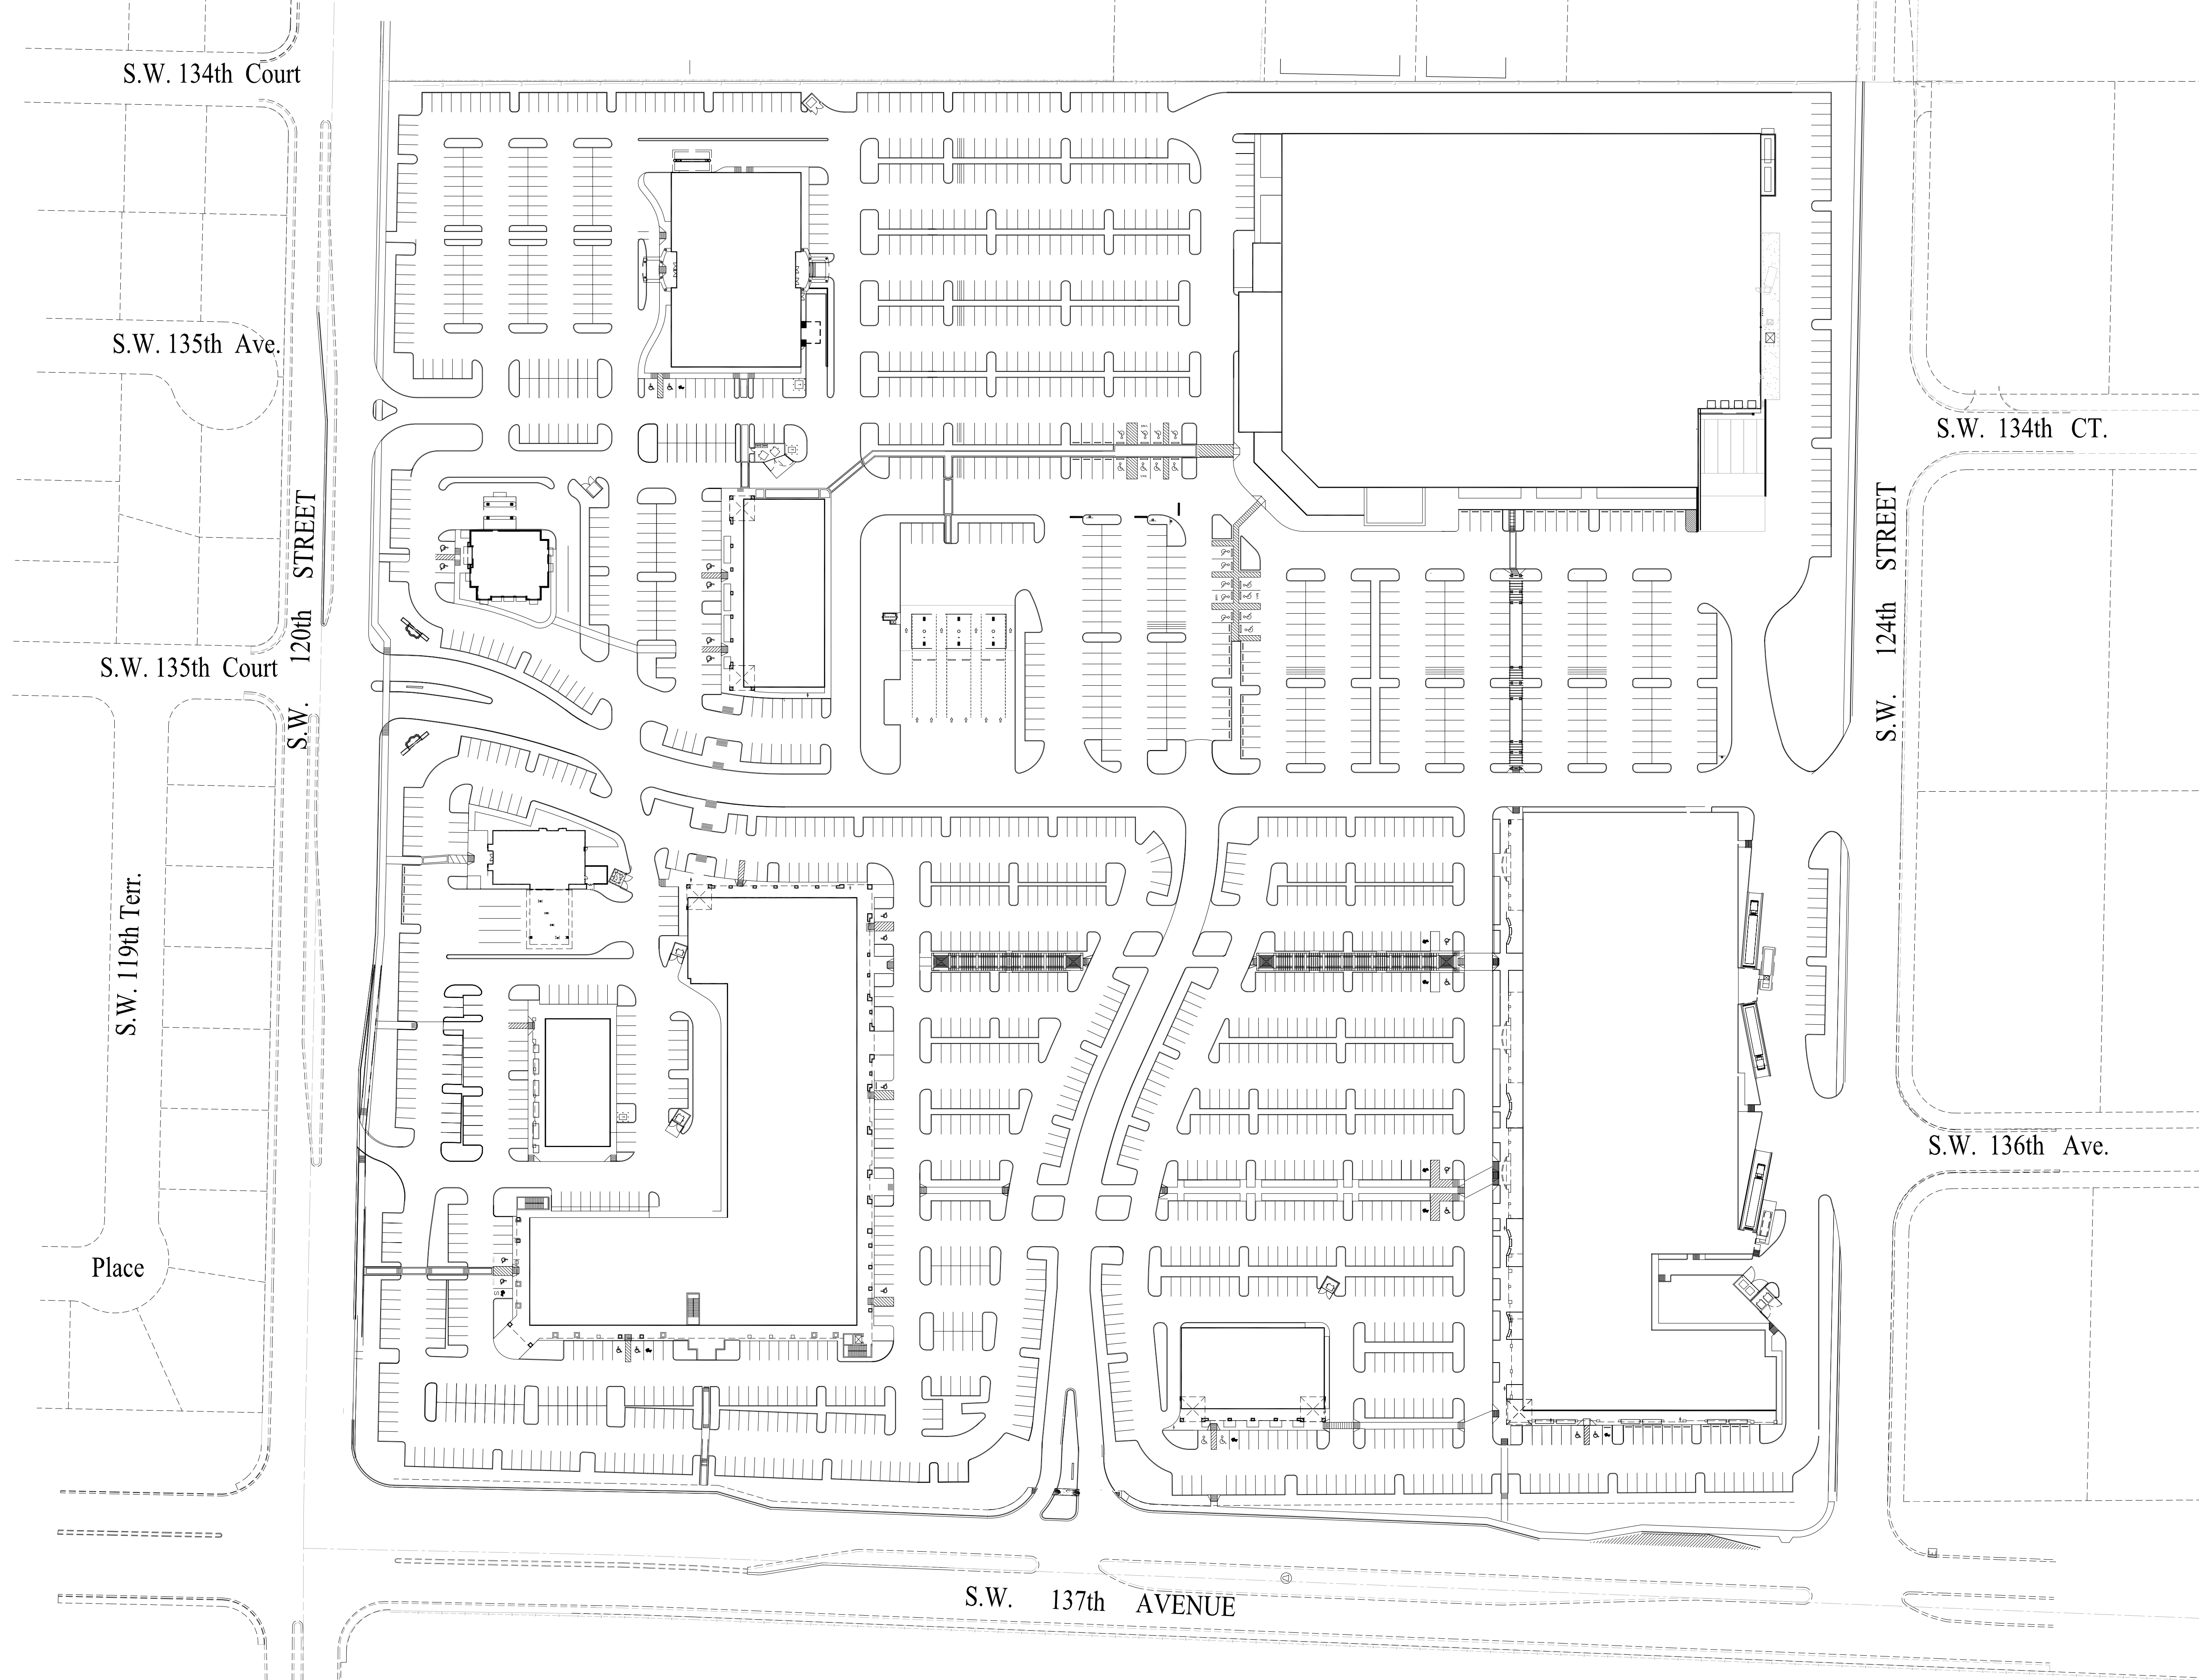 S.W. 134th Court
S.W. 135th Ave.
S.W. 134th CT.
S.W. 120th STREET
S.W. 124th STREET
S.W. 135th Court
S.W. 119th Terr.
S.W. 136th Ave.
Place
S.W. 137th AVENUE